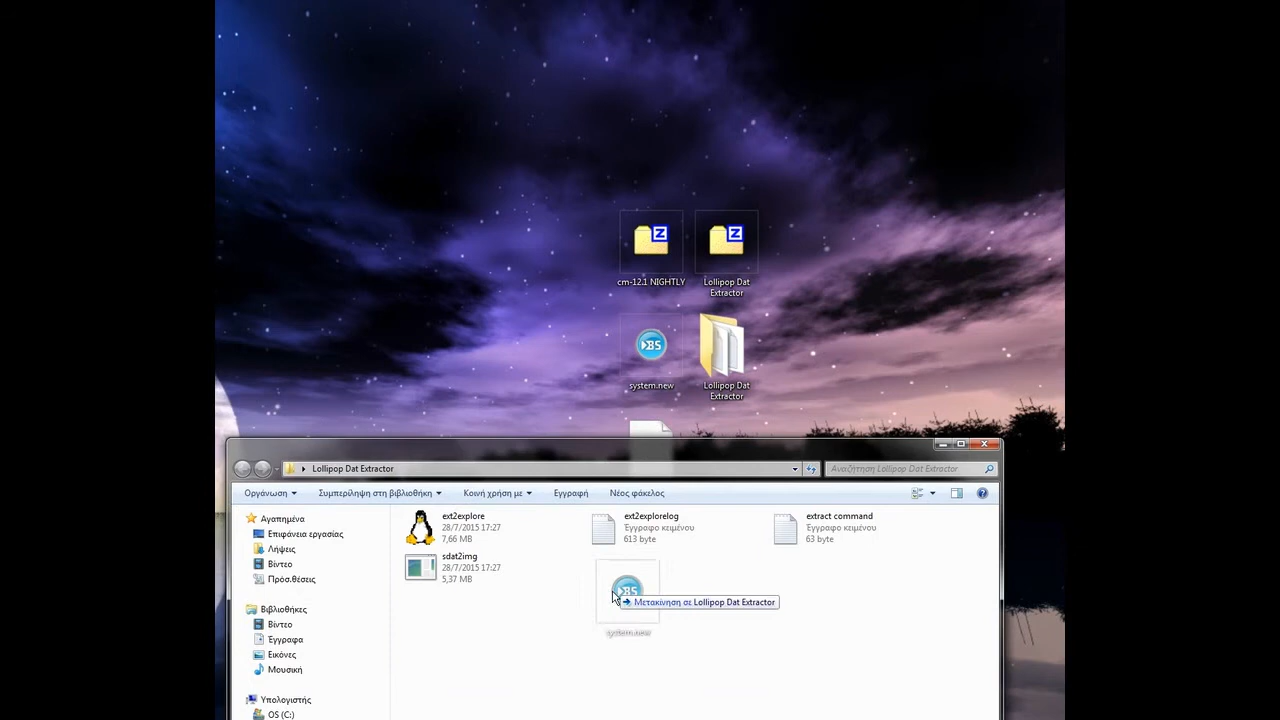 cm-12.1 NIGHTLY
Lollipop Dat
Extractor
system.new
Lollipop Dat
Extractor
Lollipop Dat Extractor
Αναζήτηση Lollipop Dat Extractor
Οργάνωση
Συμπερίληψη στη βιβλιοθήκη
Κοινή χρήση με
Εγγραφή
Νέος φάκελος
Αγαπημένα
Επιφάνεια εργασίας
Λήψεις
Βίντεο
Πρόσ.θέσεις
Βιβλιοθήκες
Βίντεο
Έγγραφα
Εικόνες
Μουσική
Υπολογιστής
OS (C:)
ext2explore
28/7/2015 17:27
7,66 MB
ext2explorelog
Έγγραφο κειμένου
613 byte
extract command
Έγγραφο κειμένου
63 byte
sdat2img
28/7/2015 17:27
5,37 MB
Μετακίνηση σε Lollipop Dat Extractor
system.new